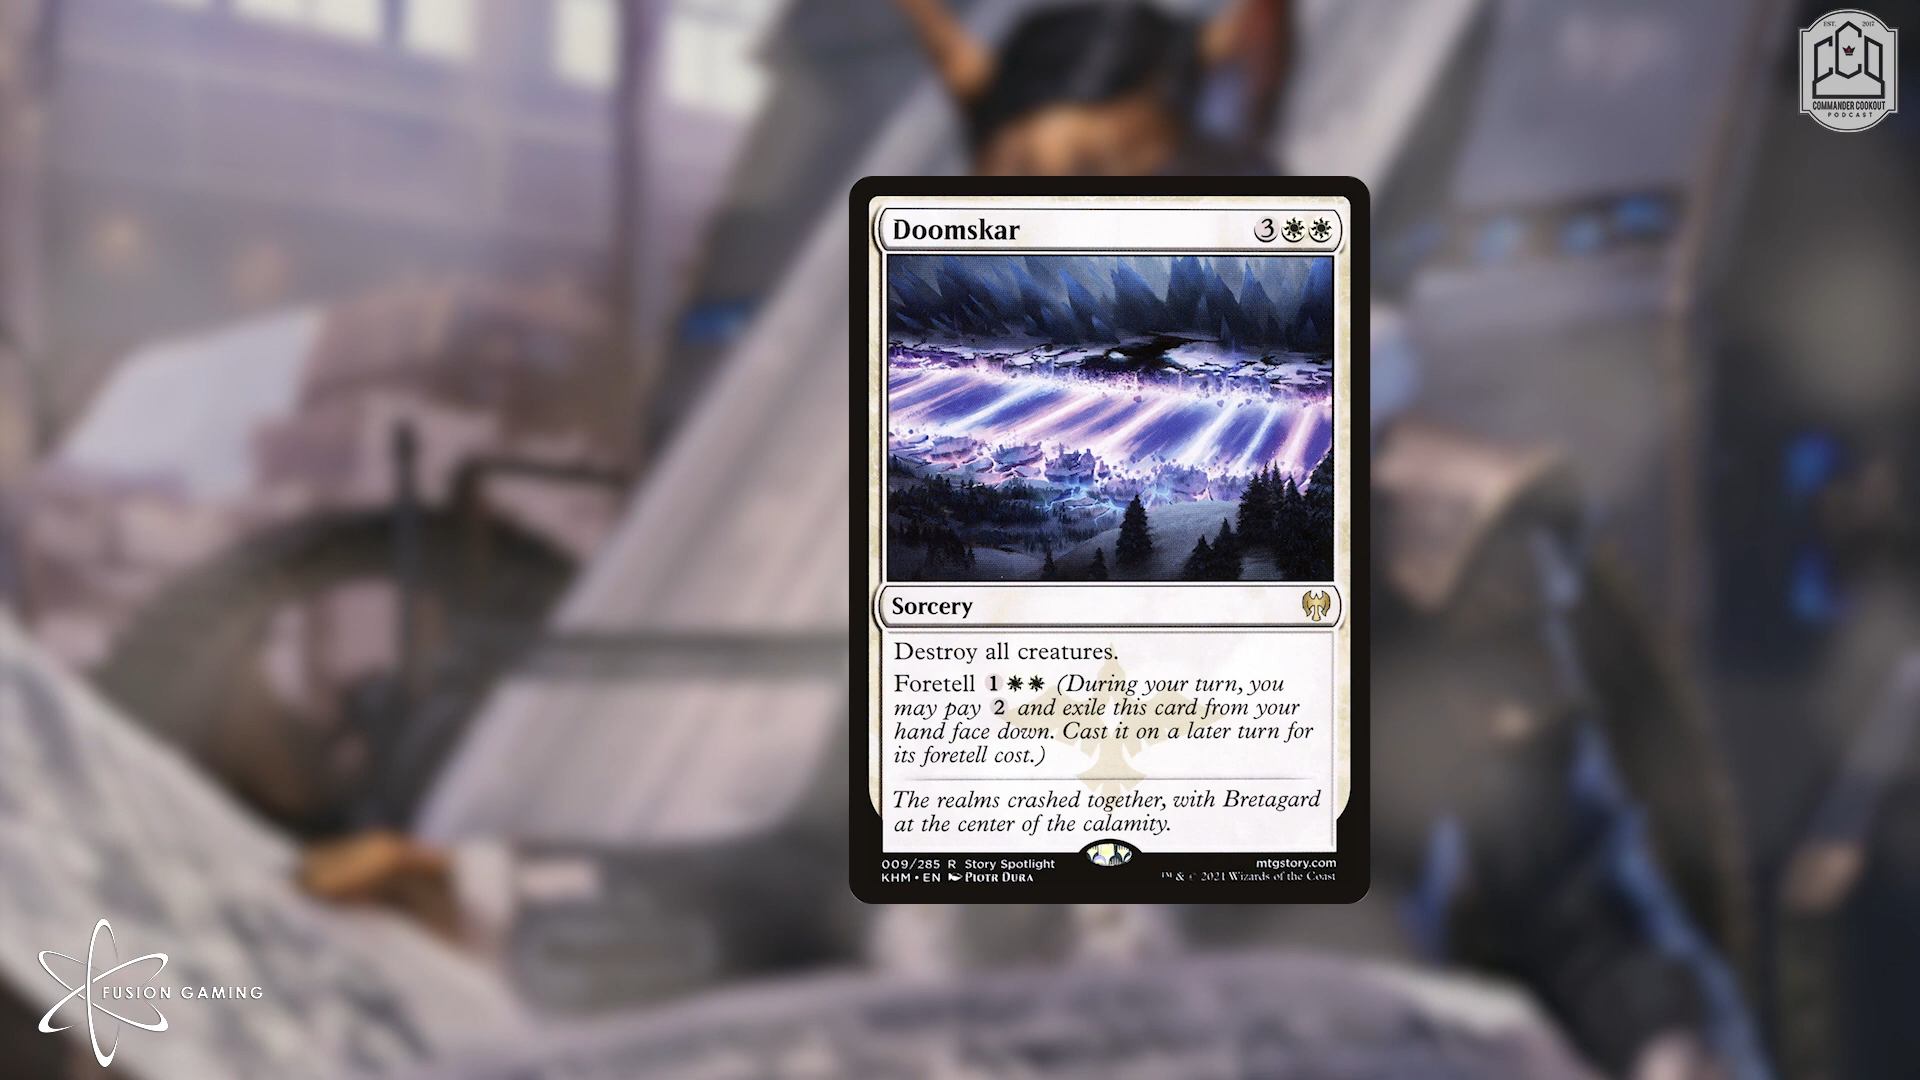 EST. 2017
CCO
COMMANDER COOKOUT
PODCAST
Doomskar 3
Sorcery
Destroy all creatures.
Foretell 1 (During your turn, you
may pay 2 and exile this card from your
hand face down. Cast it on a later turn for
its foretell cost.)
The realms crashed together, with Bretagard
at the center of the calamity.
009/285 R Story Spotlight
KHM • EN Piotr Dura
mtgstory.com
™ & © 2021 Wizards of the Coast
FUSION GAMING